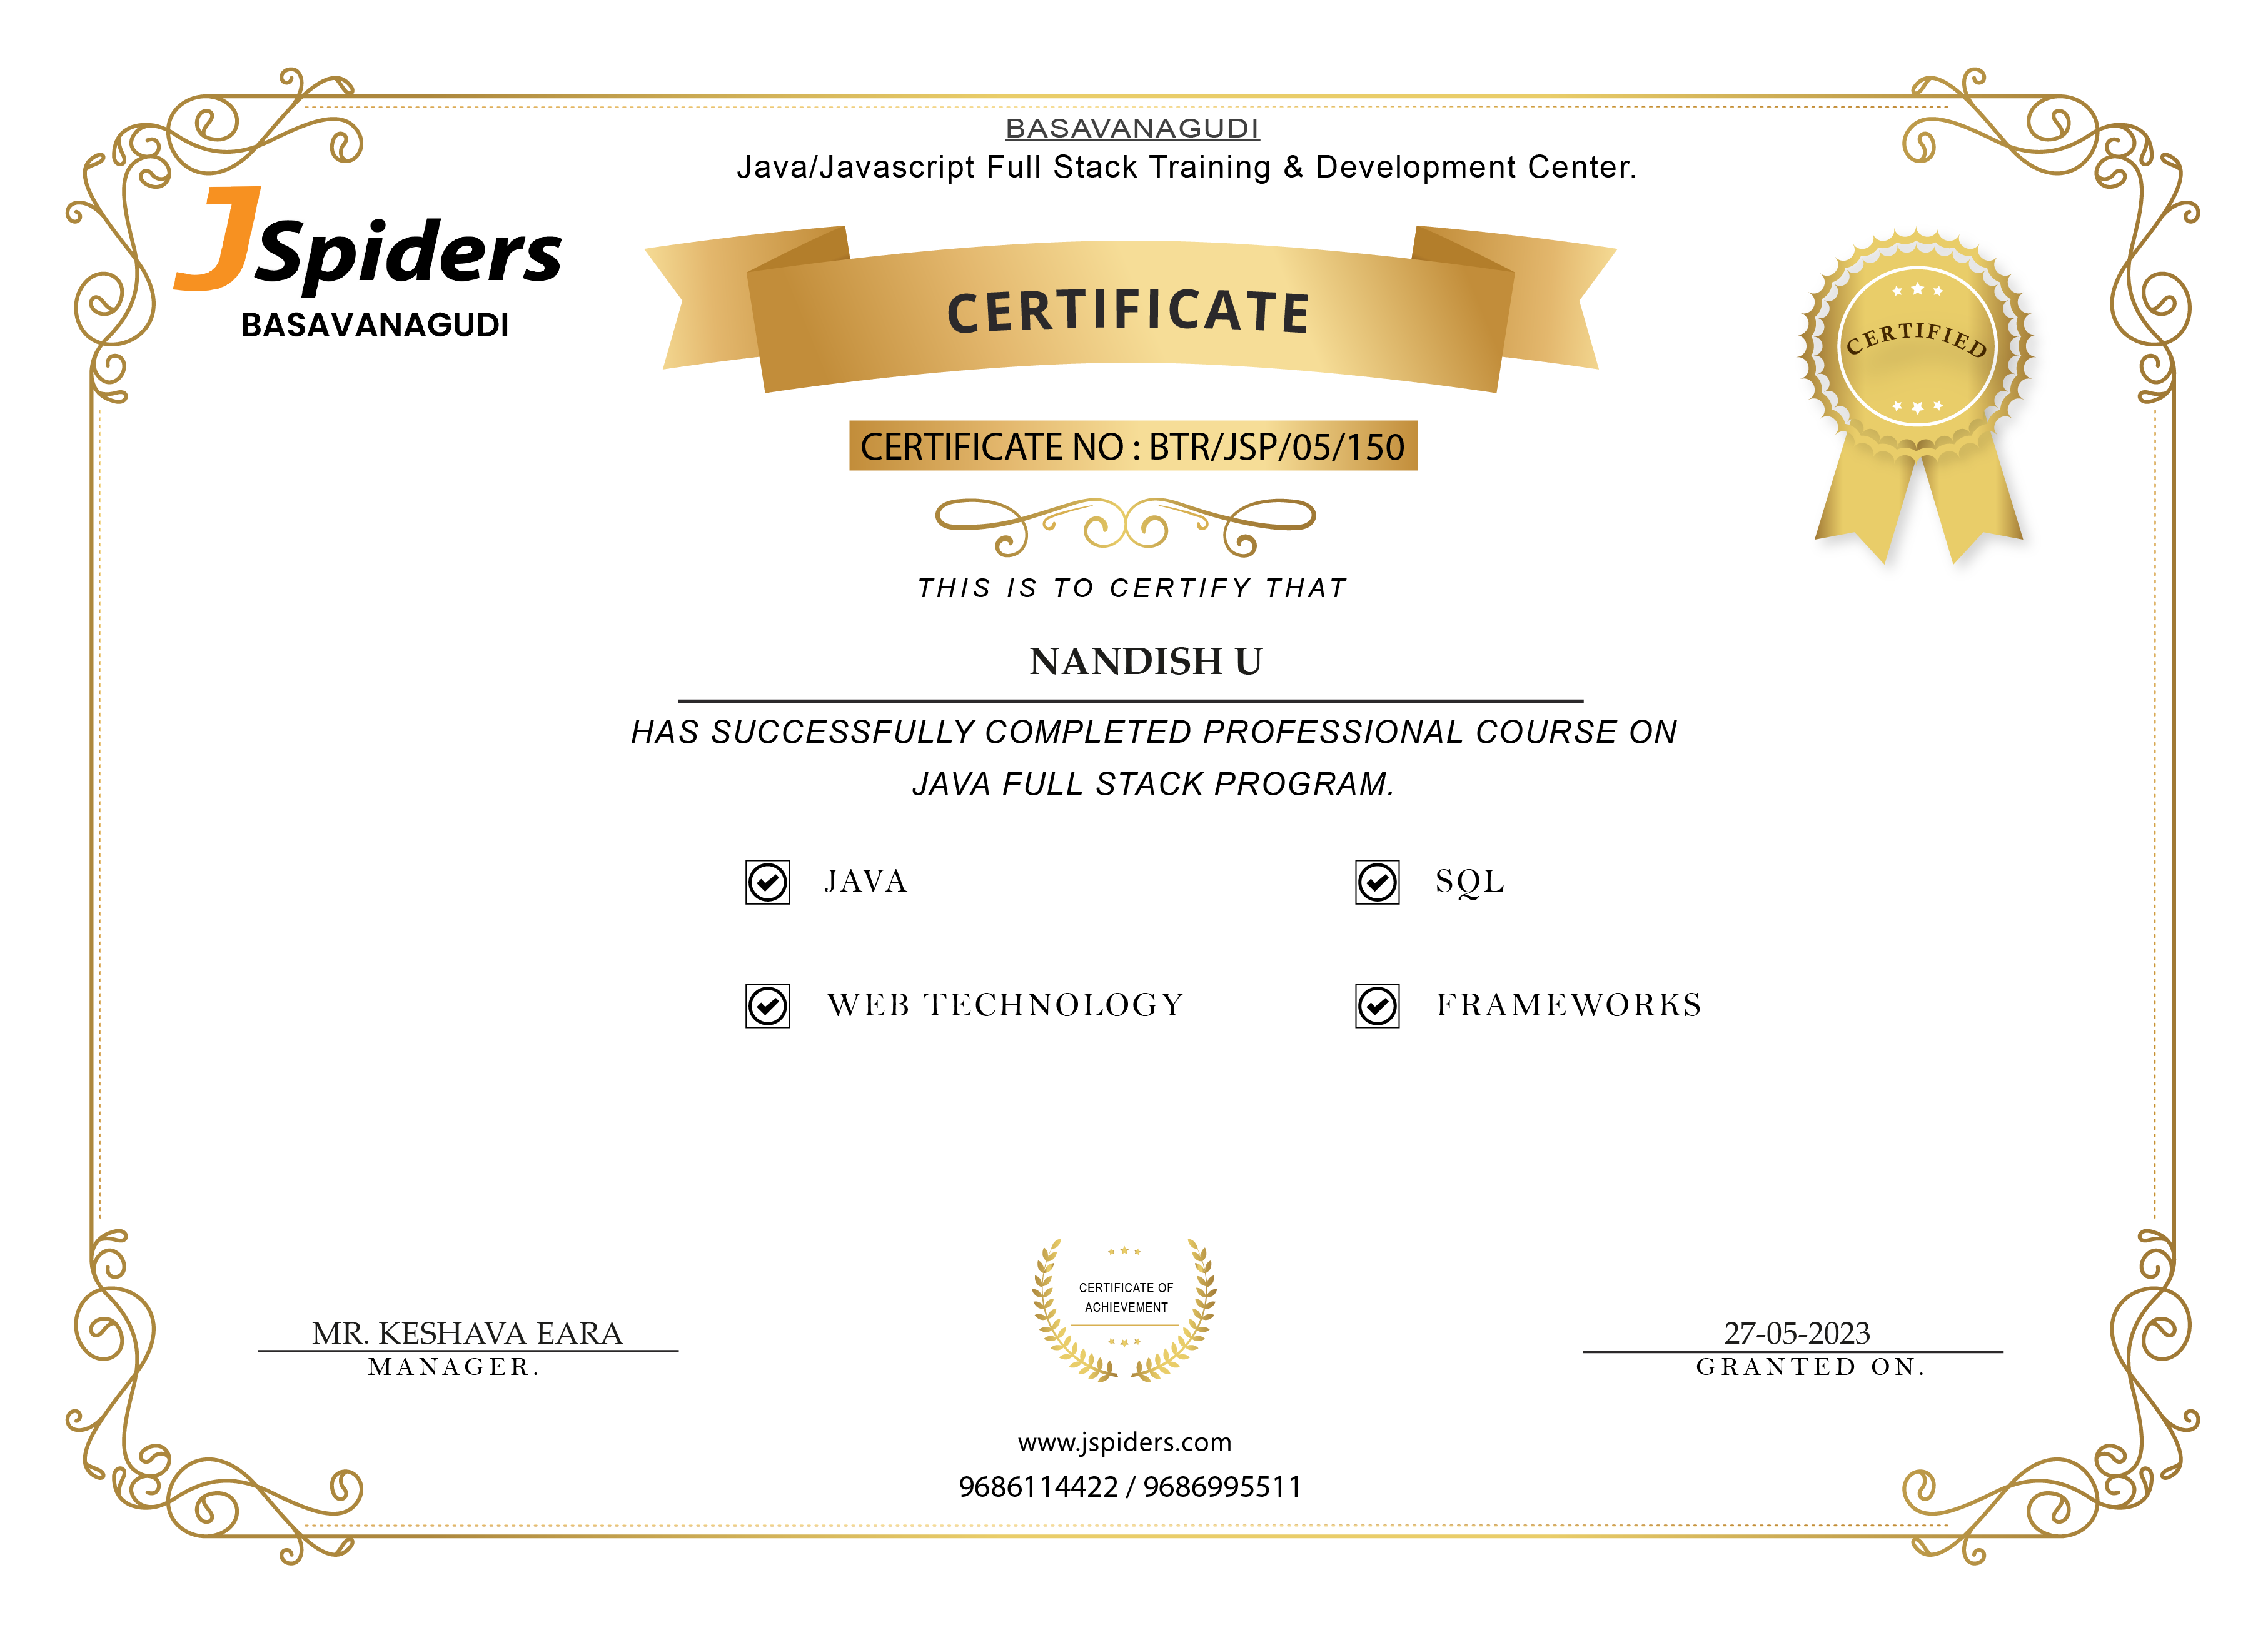 BASAVANAGUDI
Java/Javascript Full Stack Training & Development Center.
JSpiders
BASAVANAGUDI
CERTIFICATE
CERTIFIED
CERTIFICATE NO : BTR/JSP/05/150
THIS IS TO CERTIFY THAT
NANDISH U
HAS SUCCESSFULLY COMPLETED PROFESSIONAL COURSE ON
JAVA FULL STACK PROGRAM.
JAVA
SQL
WEB TECHNOLOGY
FRAMEWORKS
CERTIFICATE OF
ACHIEVEMENT
MR. KESHAVA EARA
MANAGER.
27-05-2023
GRANTED ON.
www.jspiders.com
9686114422 / 9686995511